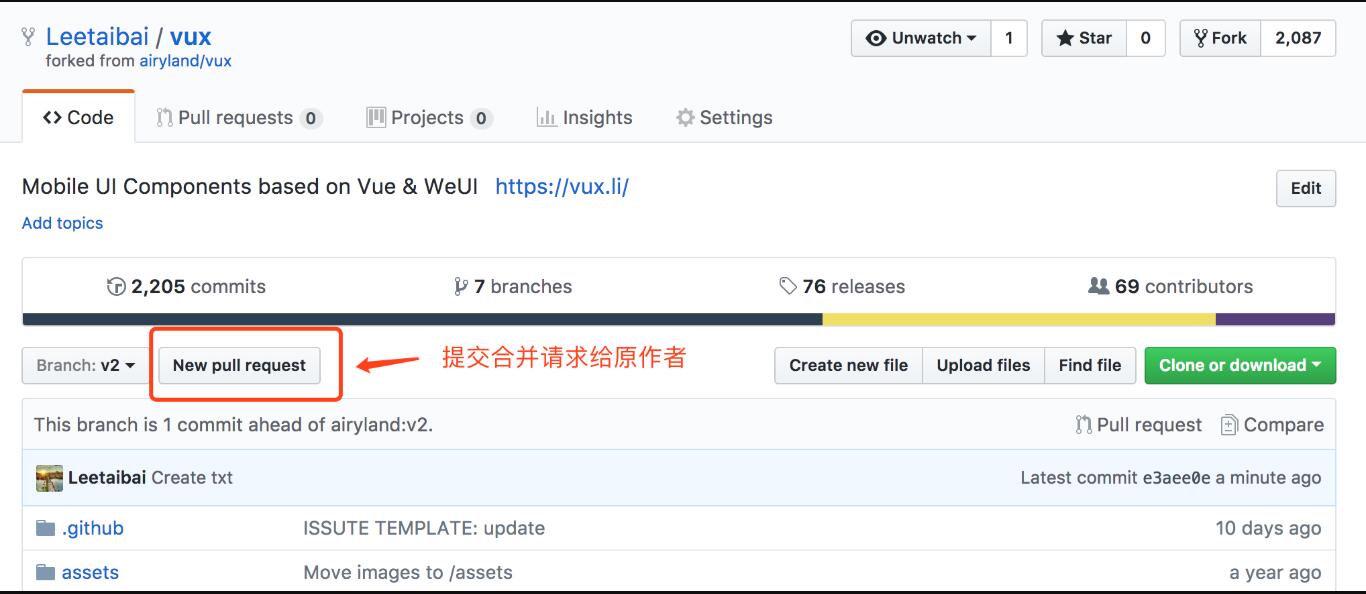 Leetaibai / vux
Unwatch 1 Star 0 Fork 2,087
forked from airyland/vux
Code Pull requests 0 Projects 0 Insights Settings
Mobile UI Components based on Vue & WeUI https://vux.li/
Edit
Add topics
2,205 commits 7 branches 76 releases 69 contributors
Branch: v2 New pull request 提交合并请求给原作者 Create new file Upload files Find file Clone or download
This branch is 1 commit ahead of airyland:v2. Pull request Compare
Leetaibai Create txt Latest commit e3aee0e a minute ago
.github ISSUTE TEMPLATE: update 10 days ago
assets Move images to /assets a year ago